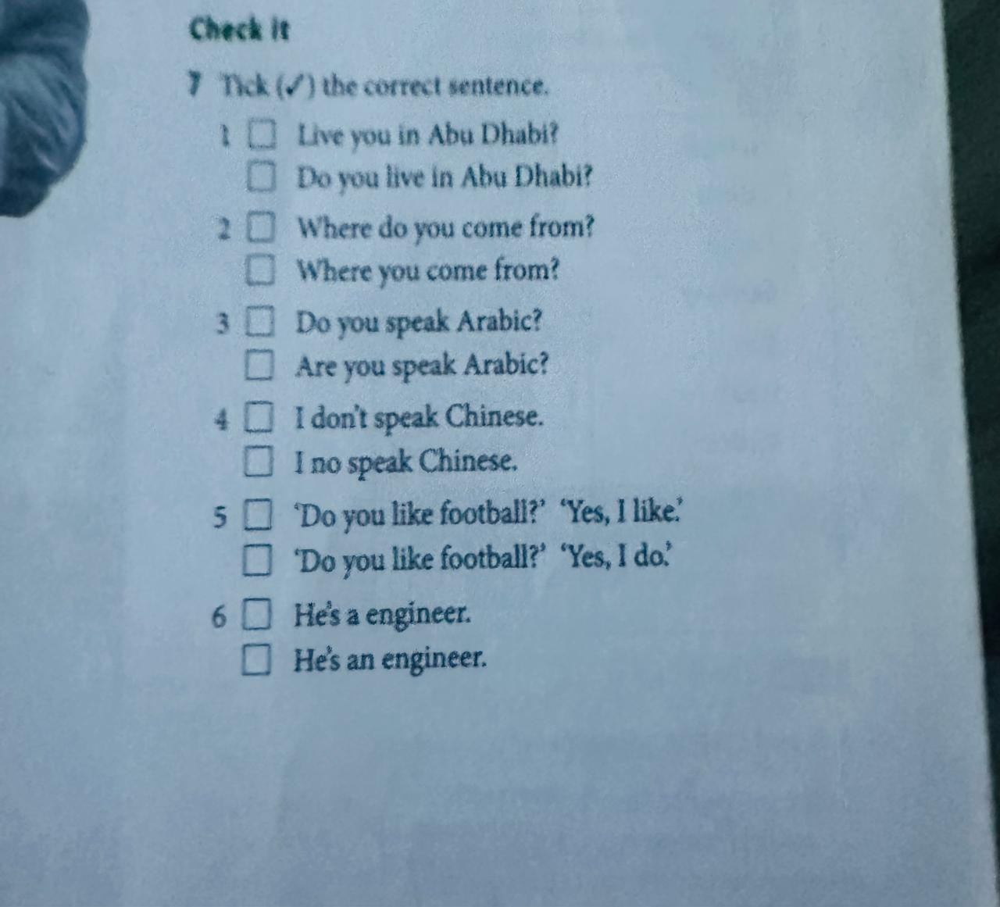 Check it
7 Tick (✓) the correct sentence.
1 □ Live you in Abu Dhabi?
□ Do you live in Abu Dhabi?
2 □ Where do you come from?
□ Where you come from?
3 □ Do you speak Arabic?
□ Are you speak Arabic?
4 □ I don't speak Chinese.
□ I no speak Chinese.
5 □ ‘Do you like football?’ ‘Yes, I like.’
□ ‘Do you like football?’ ‘Yes, I do.’
6 □ He's a engineer.
□ He's an engineer.